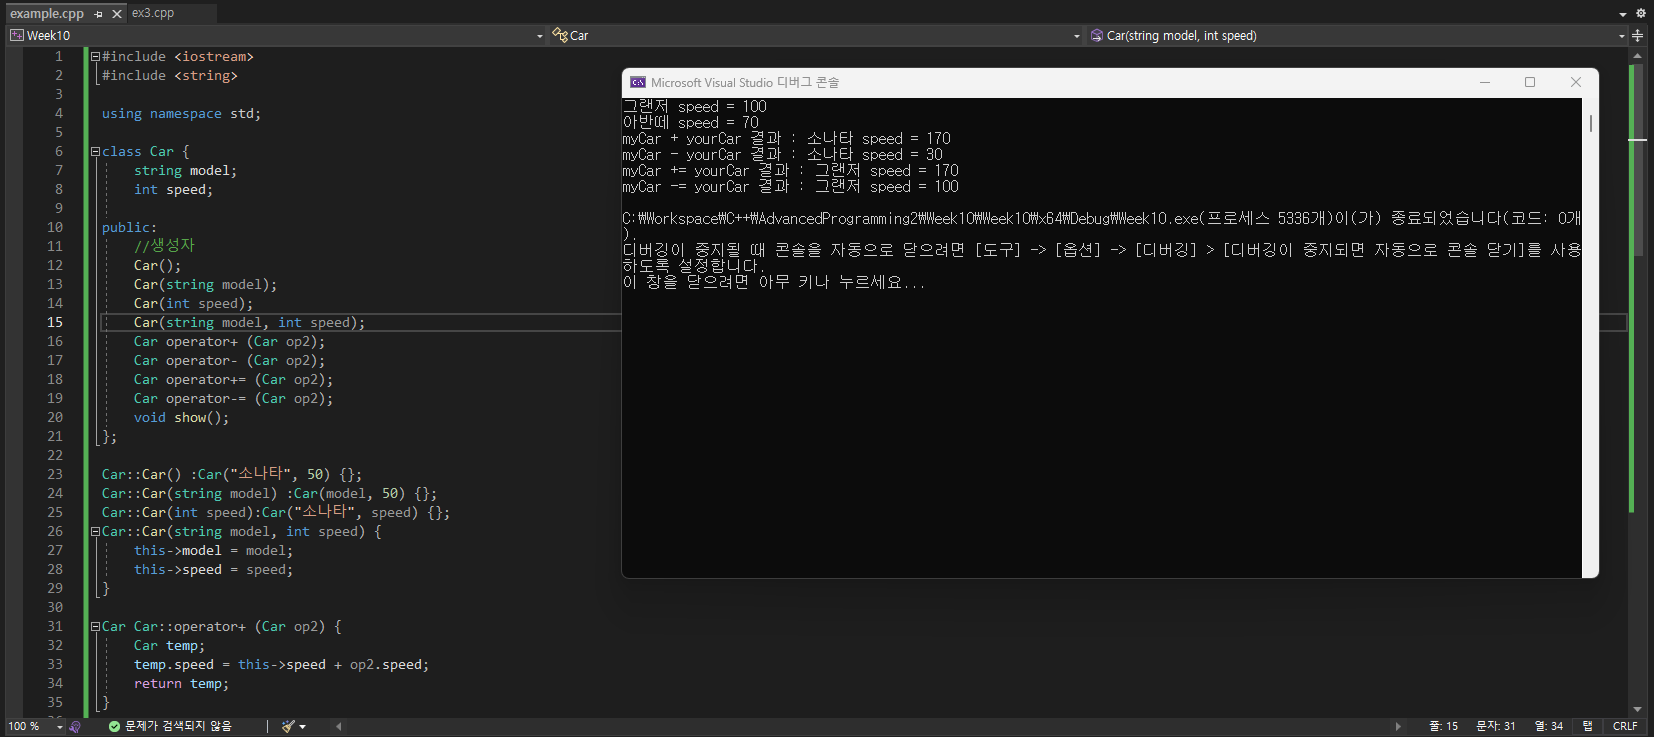 example.cpp ex3.cpp
Week10 Car Car(string model, int speed)
1 #include <iostream>
2 #include <string>
3
4 using namespace std;
5
6 class Car {
7 string model;
8 int speed;
9
10 public:
11 //생성자
12 Car();
13 Car(string model);
14 Car(int speed);
15 Car(string model, int speed);
16 Car operator+ (Car op2);
17 Car operator- (Car op2);
18 Car operator+= (Car op2);
19 Car operator-= (Car op2);
20 void show();
21 };
22
23 Car::Car() :Car("소나타", 50) {};
24 Car::Car(string model) :Car(model, 50) {};
25 Car::Car(int speed):Car("소나타", speed) {};
26 Car::Car(string model, int speed) {
27 this->model = model;
28 this->speed = speed;
29 }
30
31 Car Car::operator+ (Car op2) {
32 Car temp;
33 temp.speed = this->speed + op2.speed;
34 return temp;
35 }
Microsoft Visual Studio 디버그 콘솔
그랜저 speed = 100
아반떼 speed = 70
myCar + yourCar 결과 : 소나타 speed = 170
myCar - yourCar 결과 : 소나타 speed = 30
myCar += yourCar 결과 : 그랜저 speed = 170
myCar -= yourCar 결과 : 그랜저 speed = 100
C:₩Workspace₩C++₩AdvancedProgramming2₩Week10₩Week10₩x64₩Debug₩Week10.exe(프로세스 5336개)이(가) 종료되었습니다(코드: 0개
).
디버깅이 중지될 때 콘솔을 자동으로 닫으려면 [도구] -> [옵션] -> [디버깅] > [디버깅이 중지되면 자동으로 콘솔 닫기]를 사용
하도록 설정합니다.
이 창을 닫으려면 아무 키나 누르세요...
100 % 문제가 검색되지 않음 줄: 15 문자: 31 열: 34 탭 CRLF